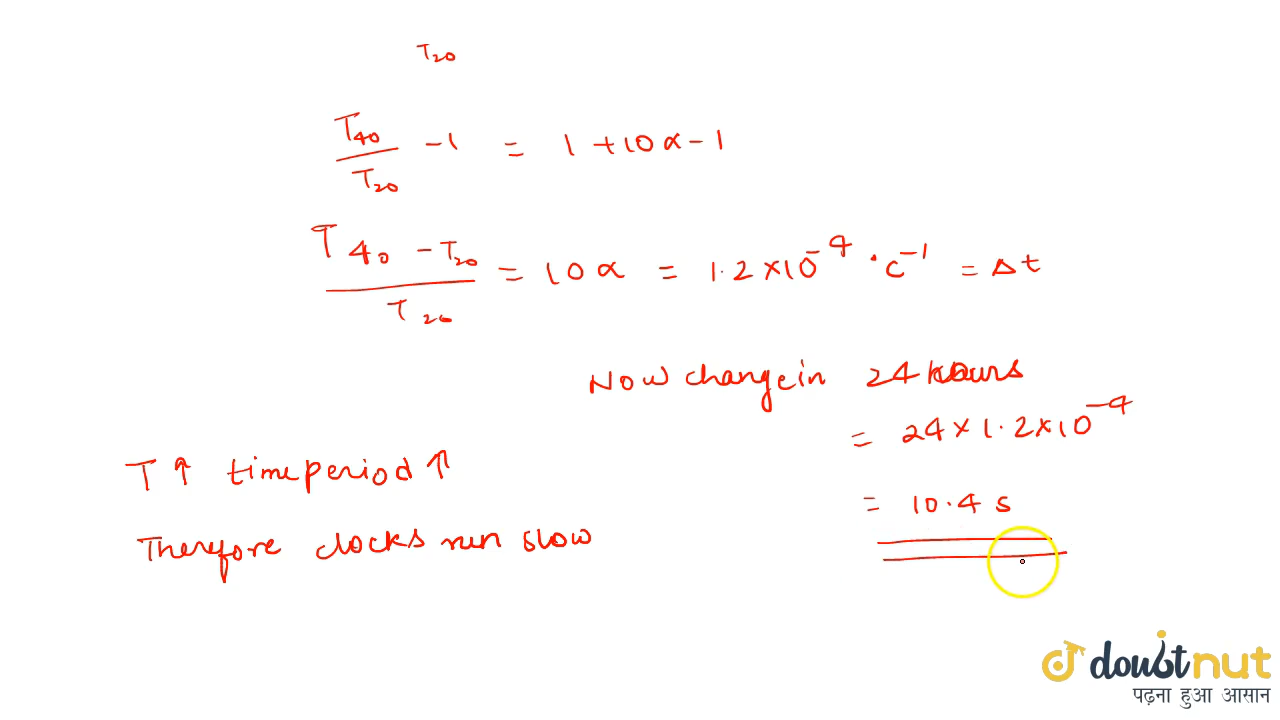 T₂₀
T₄₀/T₂₀ - 1 = 1 + 10α - 1
(T₄₀ - T₂₀)/T₂₀ = 10α = 1.2 × 10⁻⁴ °C⁻¹ = Δt
Now change in 24 hours
= 24 × 1.2 × 10⁻⁴
= 10.4 s
T ↑ time period ↑
Therefore clocks run slow
doubtnut
पढ़ना हुआ आसान